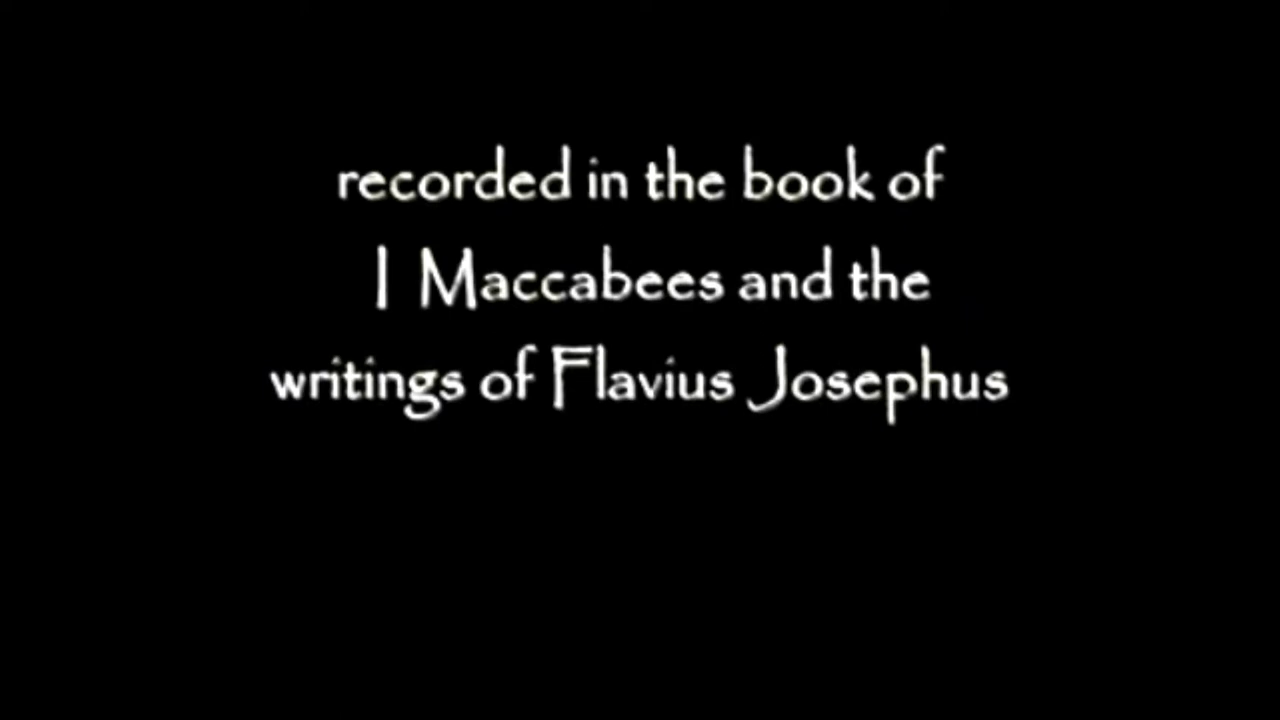 recorded in the book of
I Maccabees and the
writings of Flavius Josephus